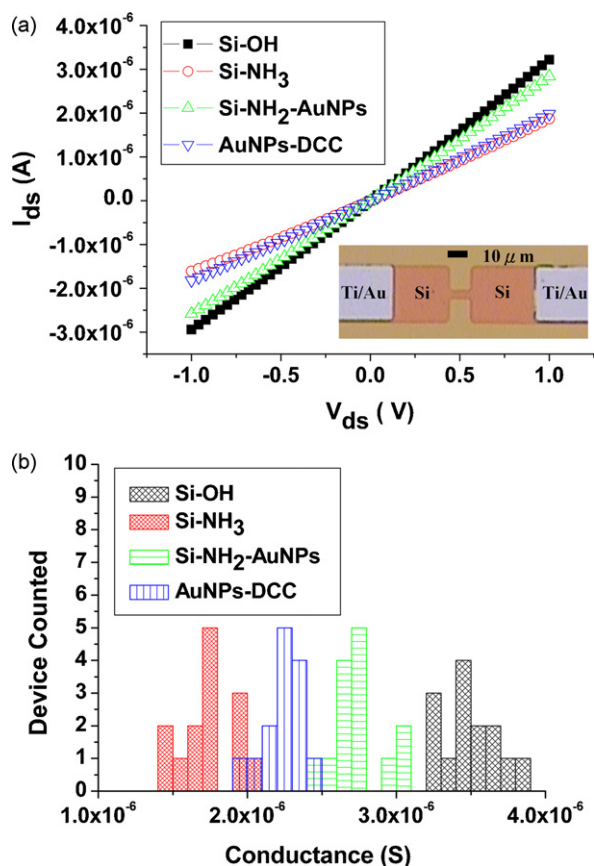 (a)
4.0x10⁻⁶
3.0x10⁻⁶
2.0x10⁻⁶
1.0x10⁻⁶
0.0
-1.0x10⁻⁶
-2.0x10⁻⁶
-3.0x10⁻⁶
I_ds (A)
Si-OH
Si-NH₃
Si-NH₂-AuNPs
AuNPs-DCC
10 μm
Ti/Au Si Si Ti/Au
-1.0 -0.5 0.0 0.5 1.0
V_ds ( V)
(b)
10
9
8
7
6
5
4
3
2
1
0
Device Counted
Si-OH
Si-NH₃
Si-NH₂-AuNPs
AuNPs-DCC
1.0x10⁻⁶ 2.0x10⁻⁶ 3.0x10⁻⁶ 4.0x10⁻⁶
Conductance (S)